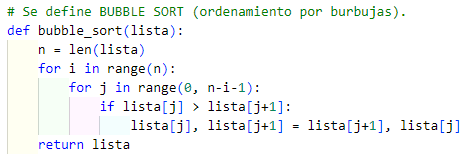 # Se define BUBBLE SORT (ordenamiento por burbujas).
def bubble_sort(lista):
    n = len(lista)
    for i in range(n):
        for j in range(0, n-i-1):
            if lista[j] > lista[j+1]:
                lista[j], lista[j+1] = lista[j+1], lista[j]
    return lista